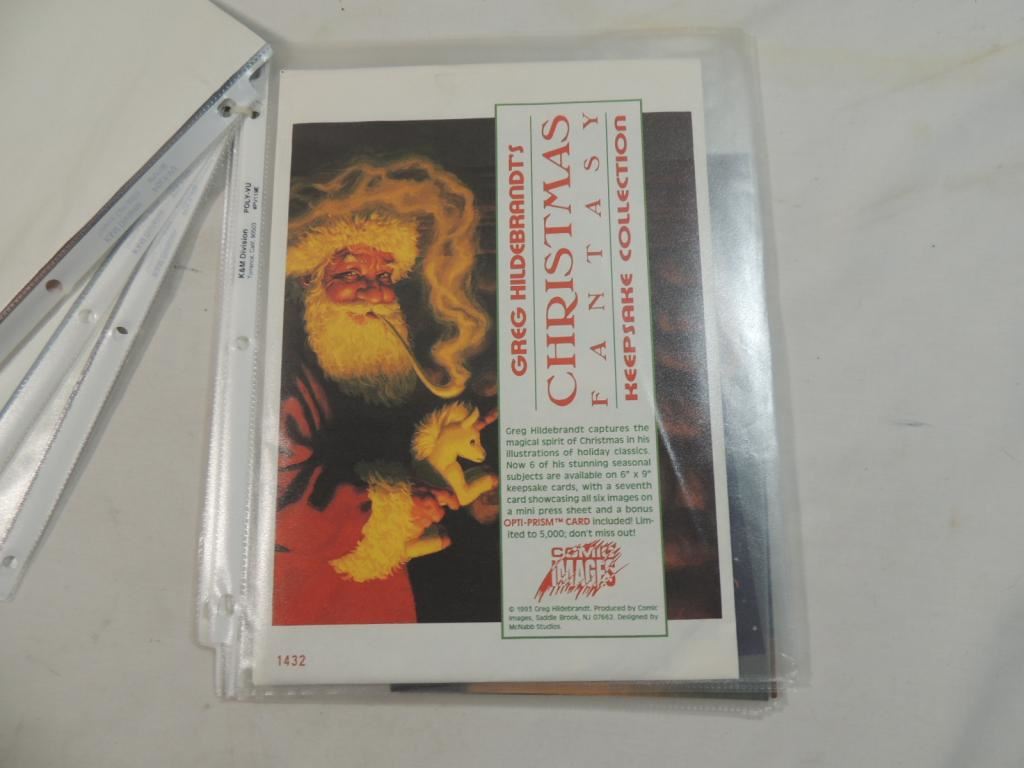 GREG HILDEBRANDT'S
CHRISTMAS
FANTASY
KEEPSAKE COLLECTION
Greg Hildebrandt captures the
magical spirit of Christmas in his
illustrations of holiday classics.
Now 6 of his stunning seasonal
subjects are available on 6" x 9"
keepsake cards, with a seventh
card showcasing all six images on
a mini press sheet and a bonus
OPTI-PRISM™ CARD included! Lim-
ited to 5,000; don't miss out!
COMIC
IMAGES
© 1993 Greg Hildebrandt. Produced by Comic
Images, Saddle Brook, NJ 07662. Designed by
McNabb Studios.
1432
K&M Division POLY-VU
Torrance, Calif. 90503